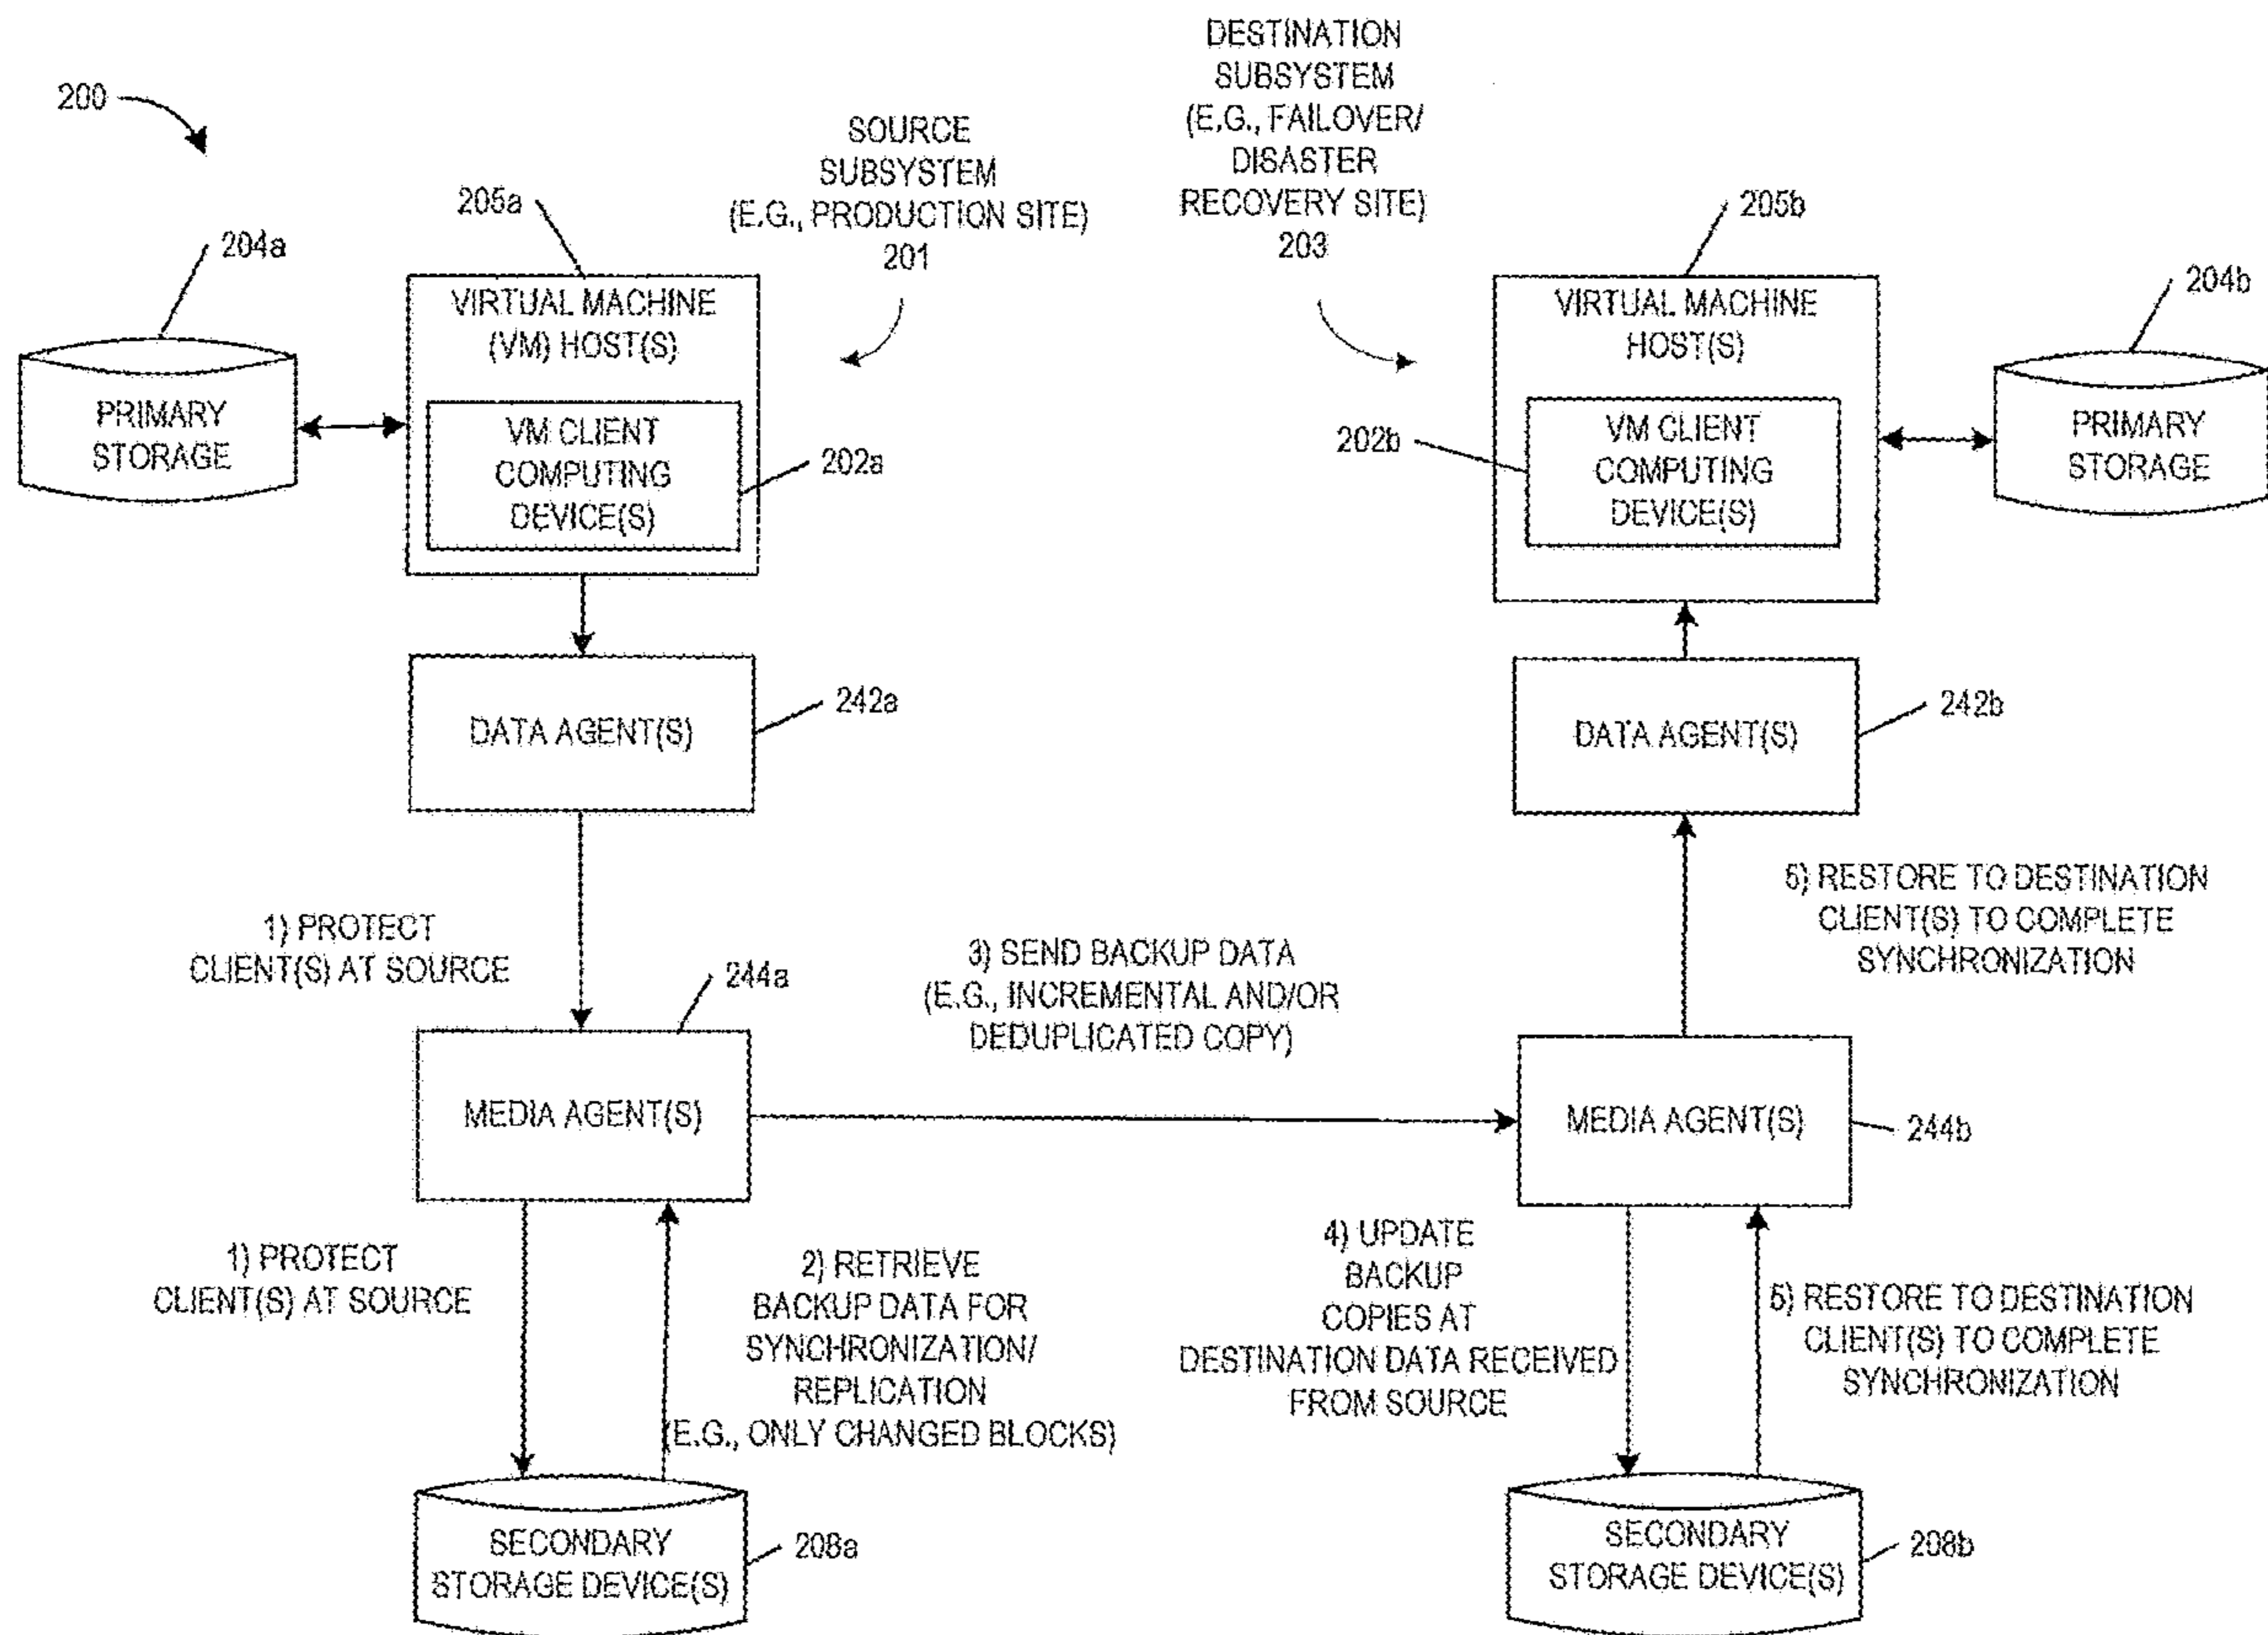 200
DESTINATION
SUBSYSTEM
(E.G., FAILOVER/
DISASTER
RECOVERY SITE)
203
SOURCE
SUBSYSTEM
(E.G., PRODUCTION SITE)
201
204a
205a
VIRTUAL MACHINE
(VM) HOST(S)
PRIMARY
STORAGE
VM CLIENT
COMPUTING
DEVICE(S)
202a
205b
204b
VIRTUAL MACHINE
HOST(S)
VM CLIENT
COMPUTING
DEVICE(S)
202b
PRIMARY
STORAGE
DATA AGENT(S)
242a
DATA AGENT(S)
242b
1) PROTECT
CLIENT(S) AT SOURCE
244a
3) SEND BACKUP DATA
(E.G., INCREMENTAL AND/OR
DEDUPLICATED COPY)
5) RESTORE TO DESTINATION
CLIENT(S) TO COMPLETE
SYNCHRONIZATION
MEDIA AGENT(S)
MEDIA AGENT(S)
244b
1) PROTECT
CLIENT(S) AT SOURCE
2) RETRIEVE
BACKUP DATA FOR
SYNCHRONIZATION/
REPLICATION
(E.G., ONLY CHANGED BLOCKS)
4) UPDATE
BACKUP
COPIES AT
DESTINATION DATA RECEIVED
FROM SOURCE
5) RESTORE TO DESTINATION
CLIENT(S) TO COMPLETE
SYNCHRONIZATION
SECONDARY
STORAGE DEVICE(S)
208a
SECONDARY
STORAGE DEVICE(S)
208b